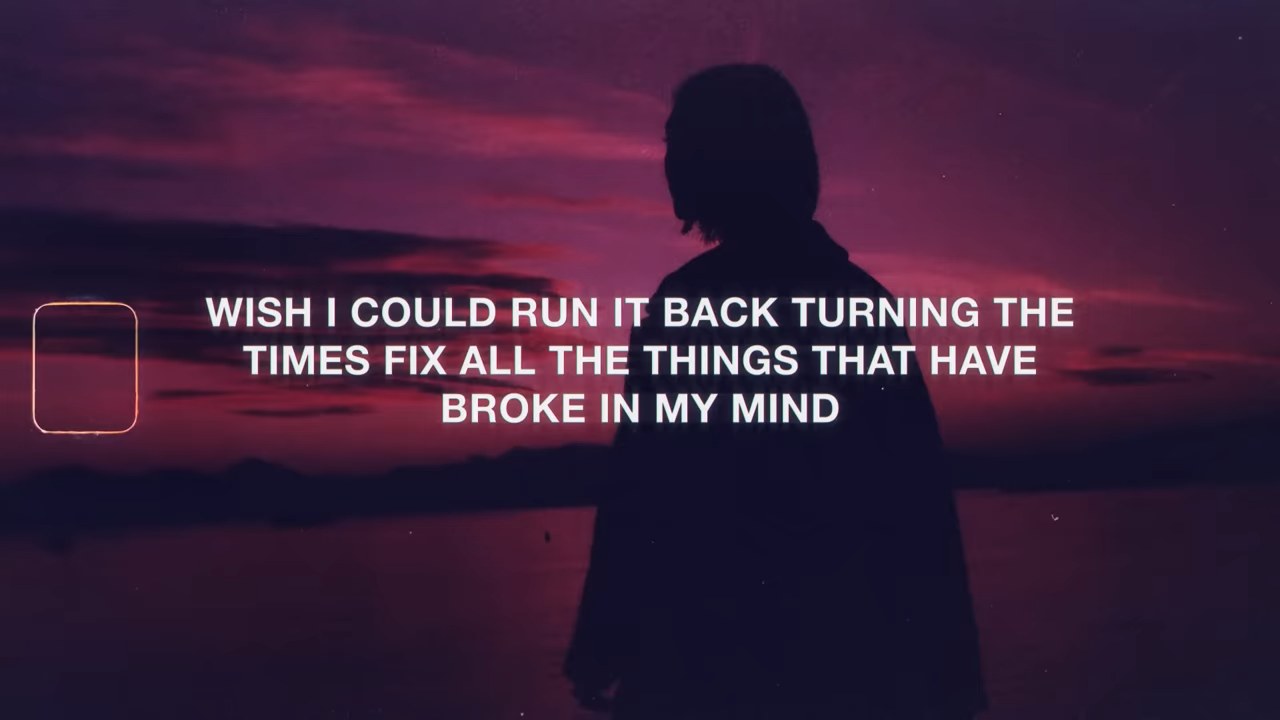 WISH I COULD RUN IT BACK TURNING THE
TIMES FIX ALL THE THINGS THAT HAVE
BROKE IN MY MIND